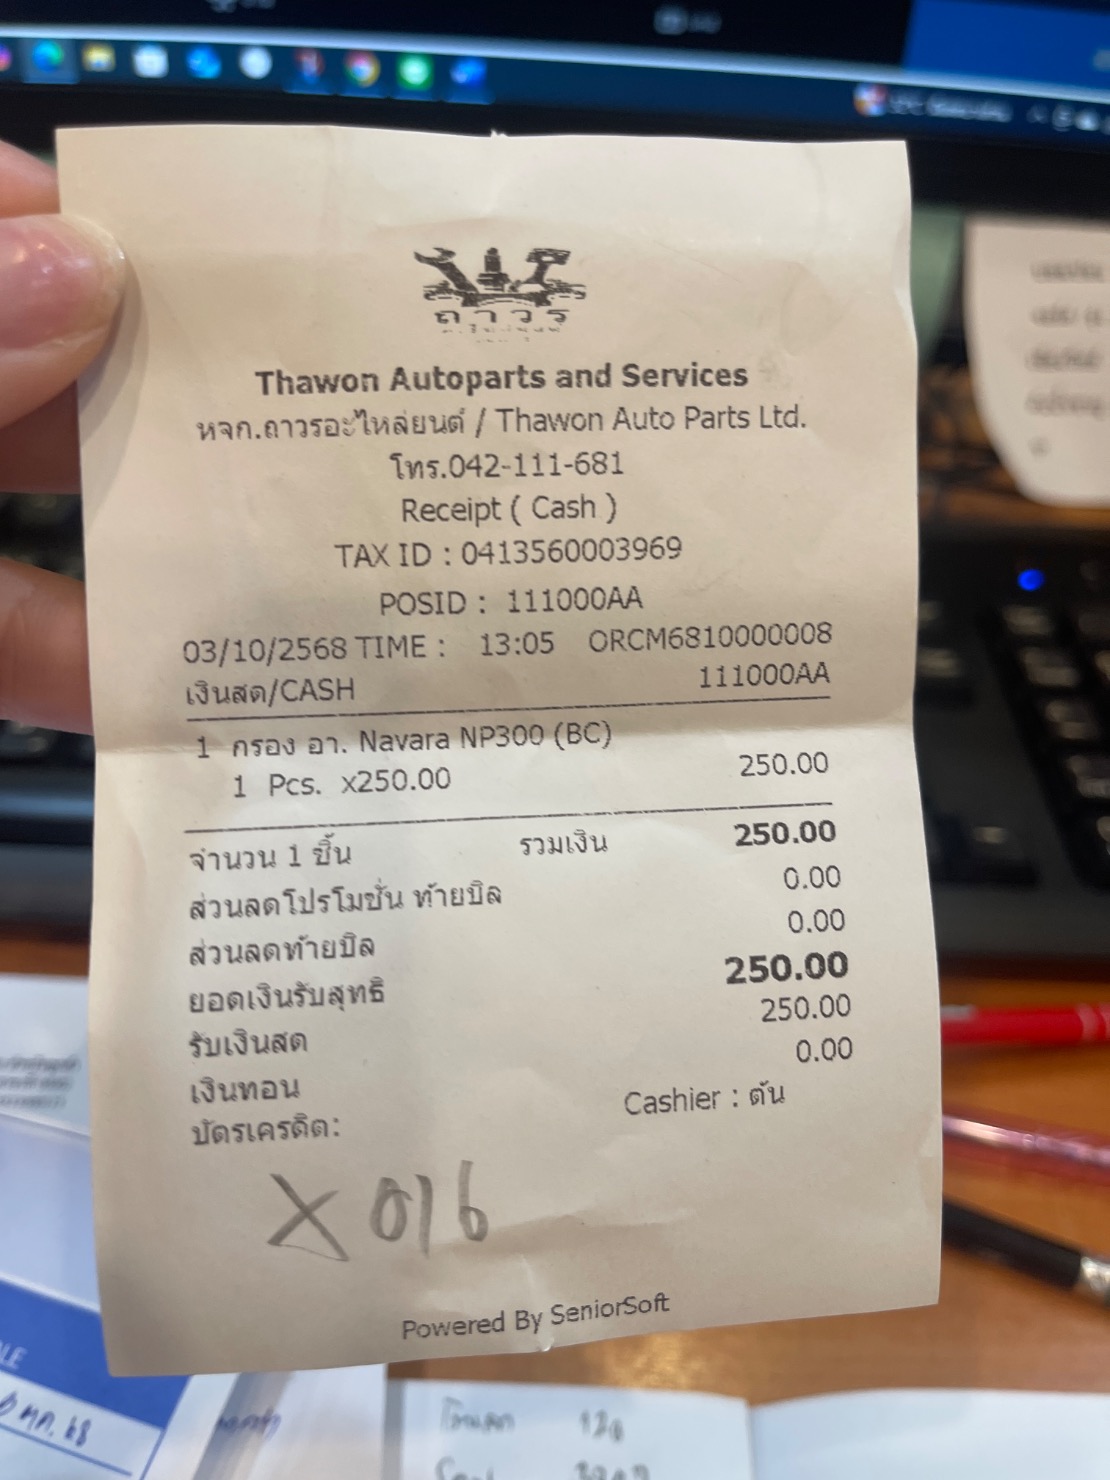 ถาวร
Thawon Autoparts and Services
หจก.ถาวรอะไหล่ยนต์ / Thawon Auto Parts Ltd.
โทร.042-111-681
Receipt ( Cash )
TAX ID : 0413560003969
POSID : 111000AA
03/10/2568 TIME : 13:05 ORCM6810000008
เงินสด/CASH 111000AA
1 กรอง อา. Navara NP300 (BC)
1 Pcs. x250.00 250.00
จำนวน 1 ชิ้น รวมเงิน 250.00
ส่วนลดโปรโมชั่น ท้ายบิล 0.00
ส่วนลดท้ายบิล 0.00
ยอดเงินรับสุทธิ 250.00
รับเงินสด 250.00
เงินทอน 0.00
บัตรเครดิต: Cashier : ตัน
X 016
Powered By SeniorSoft